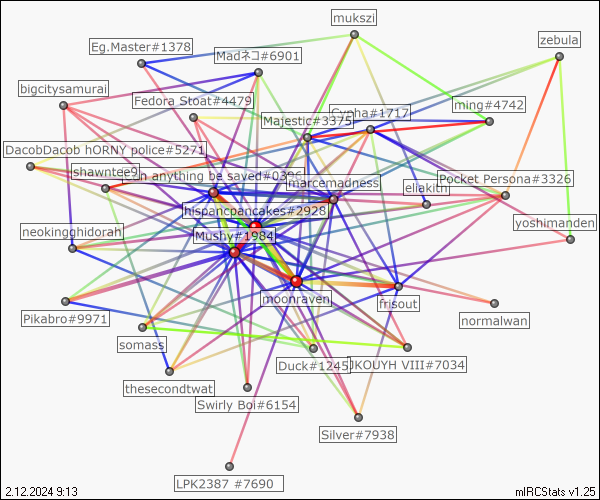 mukszi
Eg.Master#1378
zebula
Madネコ#6901
bigcitysamurai
Fedora Stoat#4479
ming#4742
Cypha#1717
Majestic#3375
DacobDacob hORNY police#5271
shawntee9
can anything be saved#0396
marcemadness
eliakith
Pocket Persona#3326
hispancpancakes#2928
yoshimanden
neokingghidorah
Mushy#1984
moonraven
frisout
Pikabro#9971
normalwan
somass
Duck#1245
JKOUYH VIII#7034
thesecondtwat
Swirly Boi#6154
Silver#7938
LPK2387 #7690
2.12.2024 9:13
mIRCStats v1.25